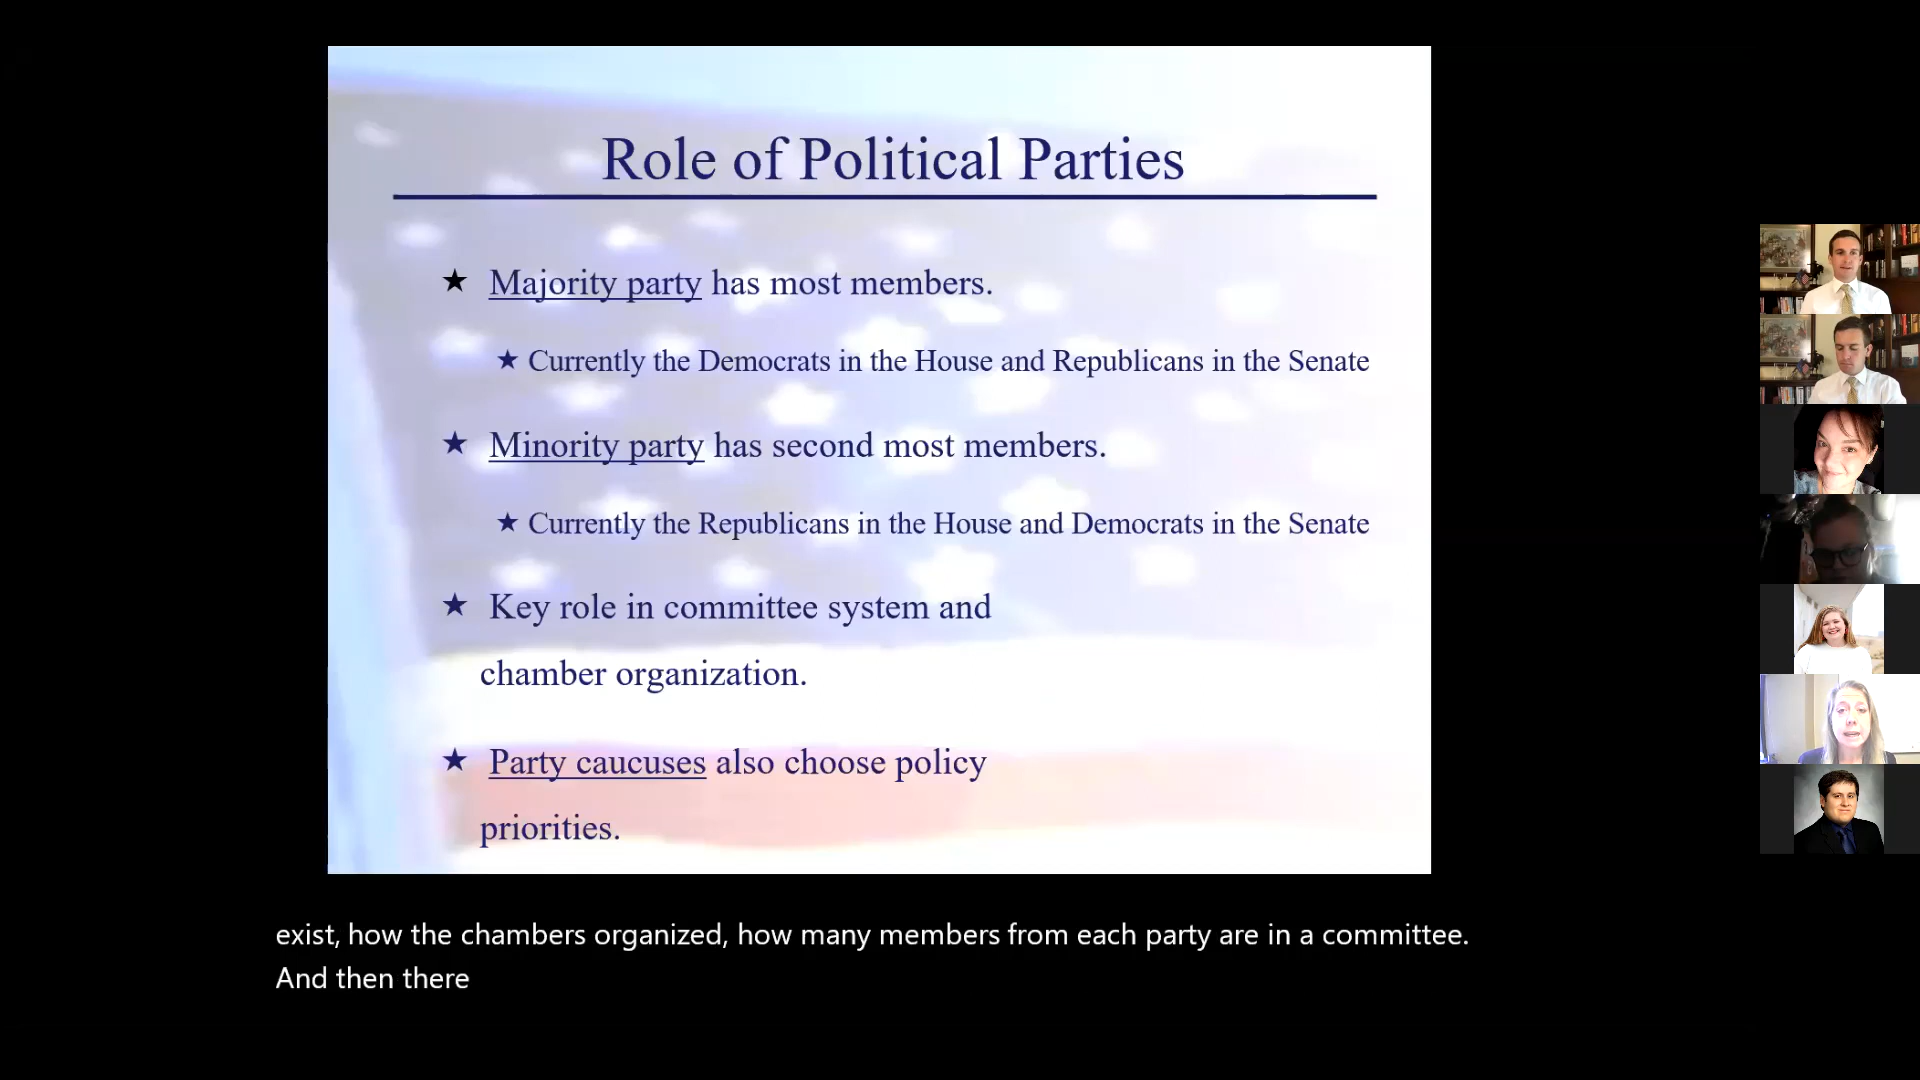 Role of Political Parties
★ Majority party has most members.
★ Currently the Democrats in the House and Republicans in the Senate
★ Minority party has second most members.
★ Currently the Republicans in the House and Democrats in the Senate
★ Key role in committee system and
chamber organization.
★ Party caucuses also choose policy
priorities.
exist, how the chambers organized, how many members from each party are in a committee.
And then there